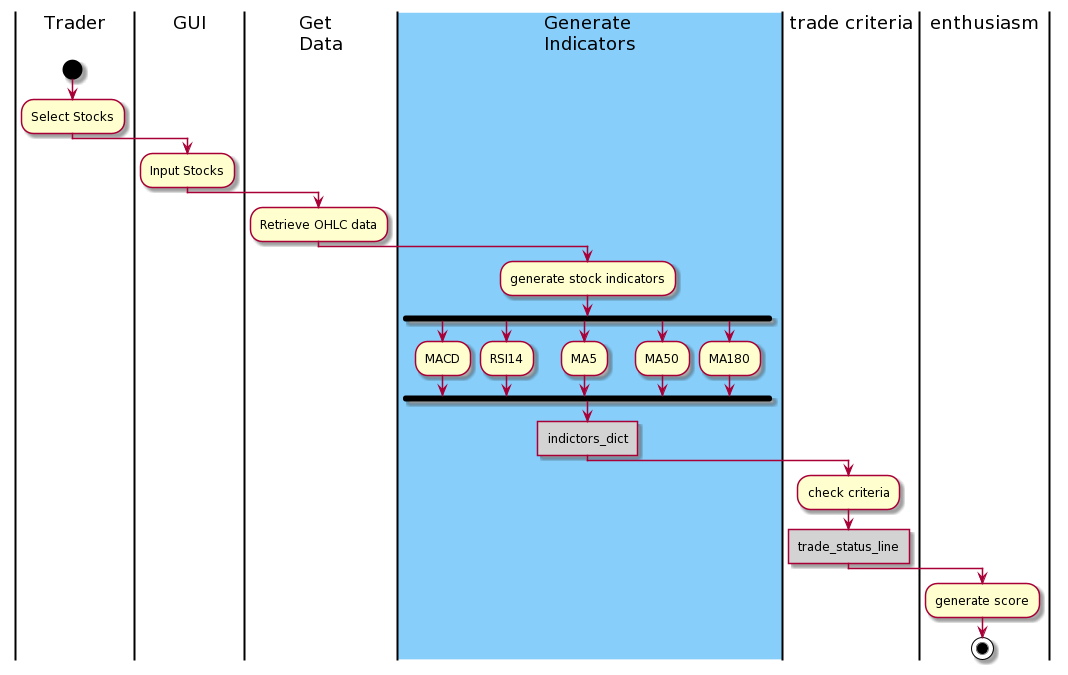 Trader
GUI
Get
Data
Generate
Indicators
trade criteria
enthusiasm
Select Stocks
Input Stocks
Retrieve OHLC data
generate stock indicators
MACD
RSI14
MA5
MA50
MA180
indictors_dict
check criteria
trade_status_line
generate score